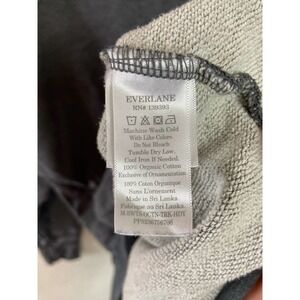 EVERLANE
RN# 139393
Machine Wash Cold
With Like Colors.
Do Not Bleach
Tumble Dry Low.
Cool Iron If Needed.
100% Organic Cotton
Exclusive of Ornamentation
100% Coton Organique
Sans L'ornement
Made in Sri Lanka
Fabriqué au Sri Lanka